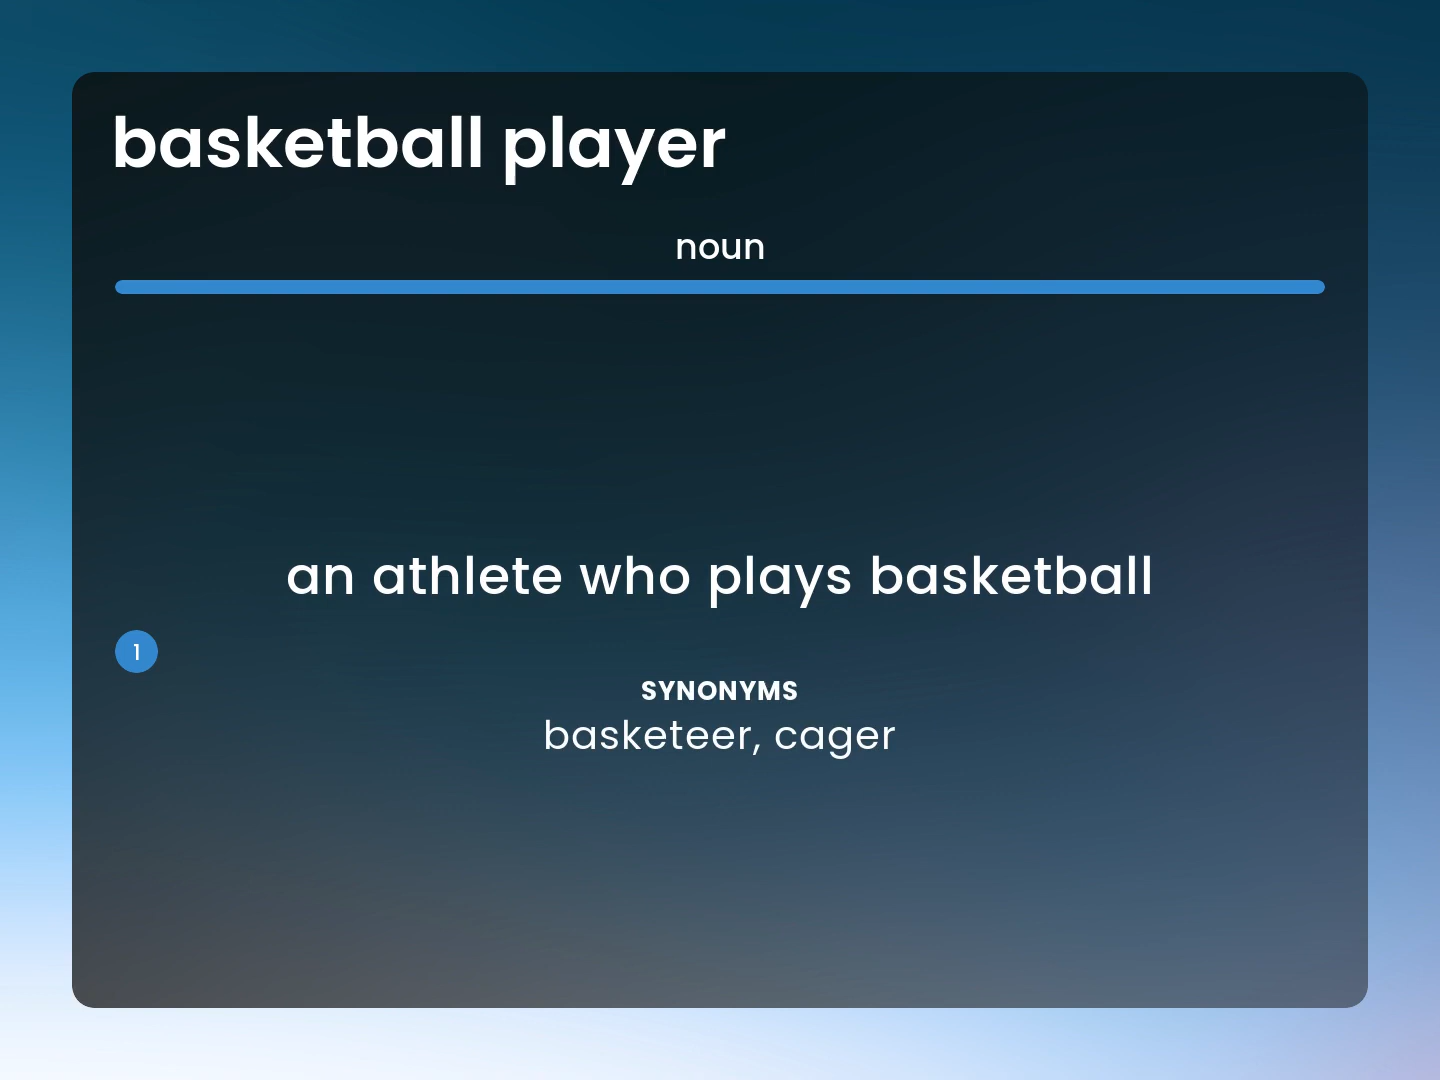 basketball player
noun
an athlete who plays basketball
1
SYNONYMS
basketeer, cager